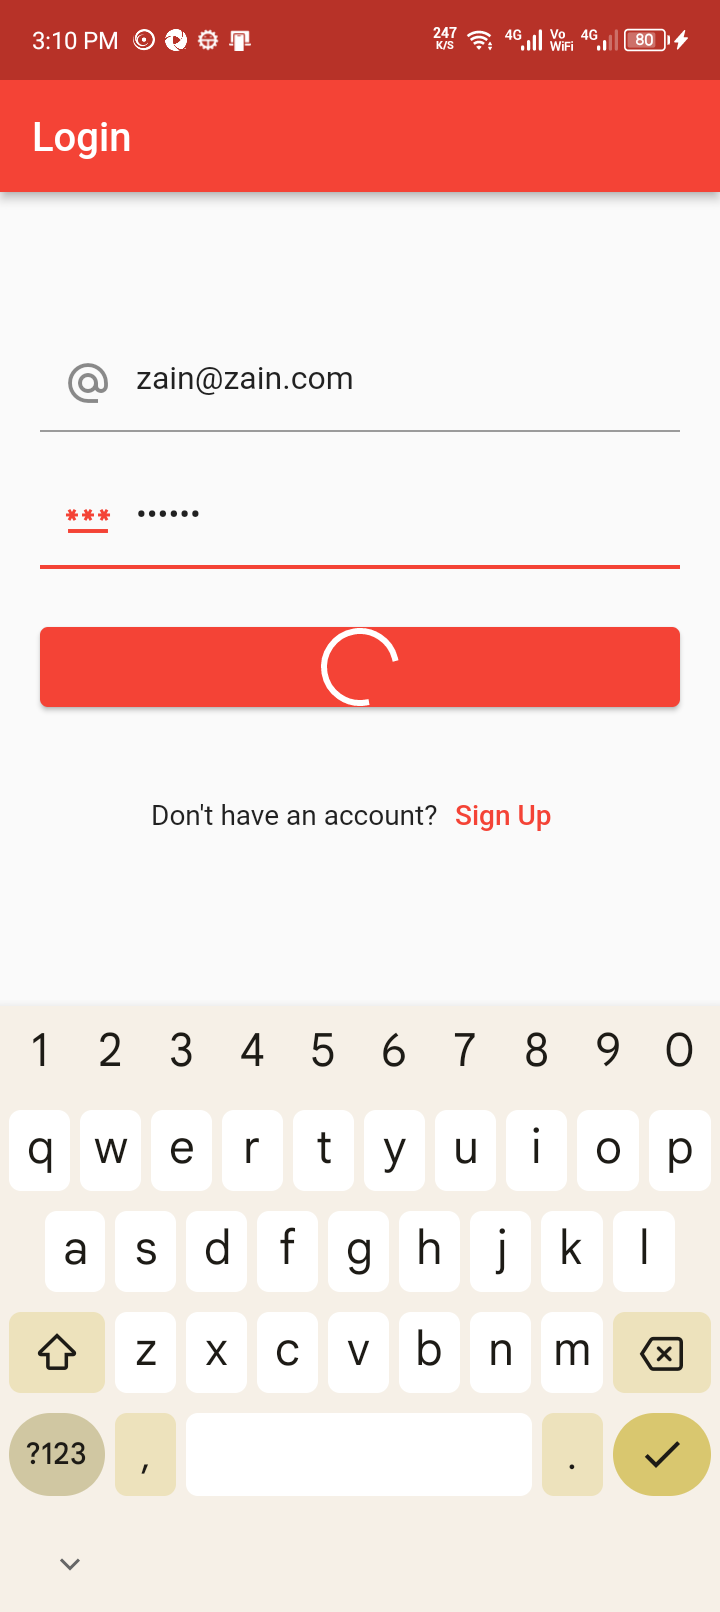 3:10 PM 247 K/S 4G Vo WiFi 4G 80
Login
zain@zain.com
••••••
Don't have an account? Sign Up
1 2 3 4 5 6 7 8 9 0
q w e r t y u i o p
a s d f g h j k l
z x c v b n m
?123 , .